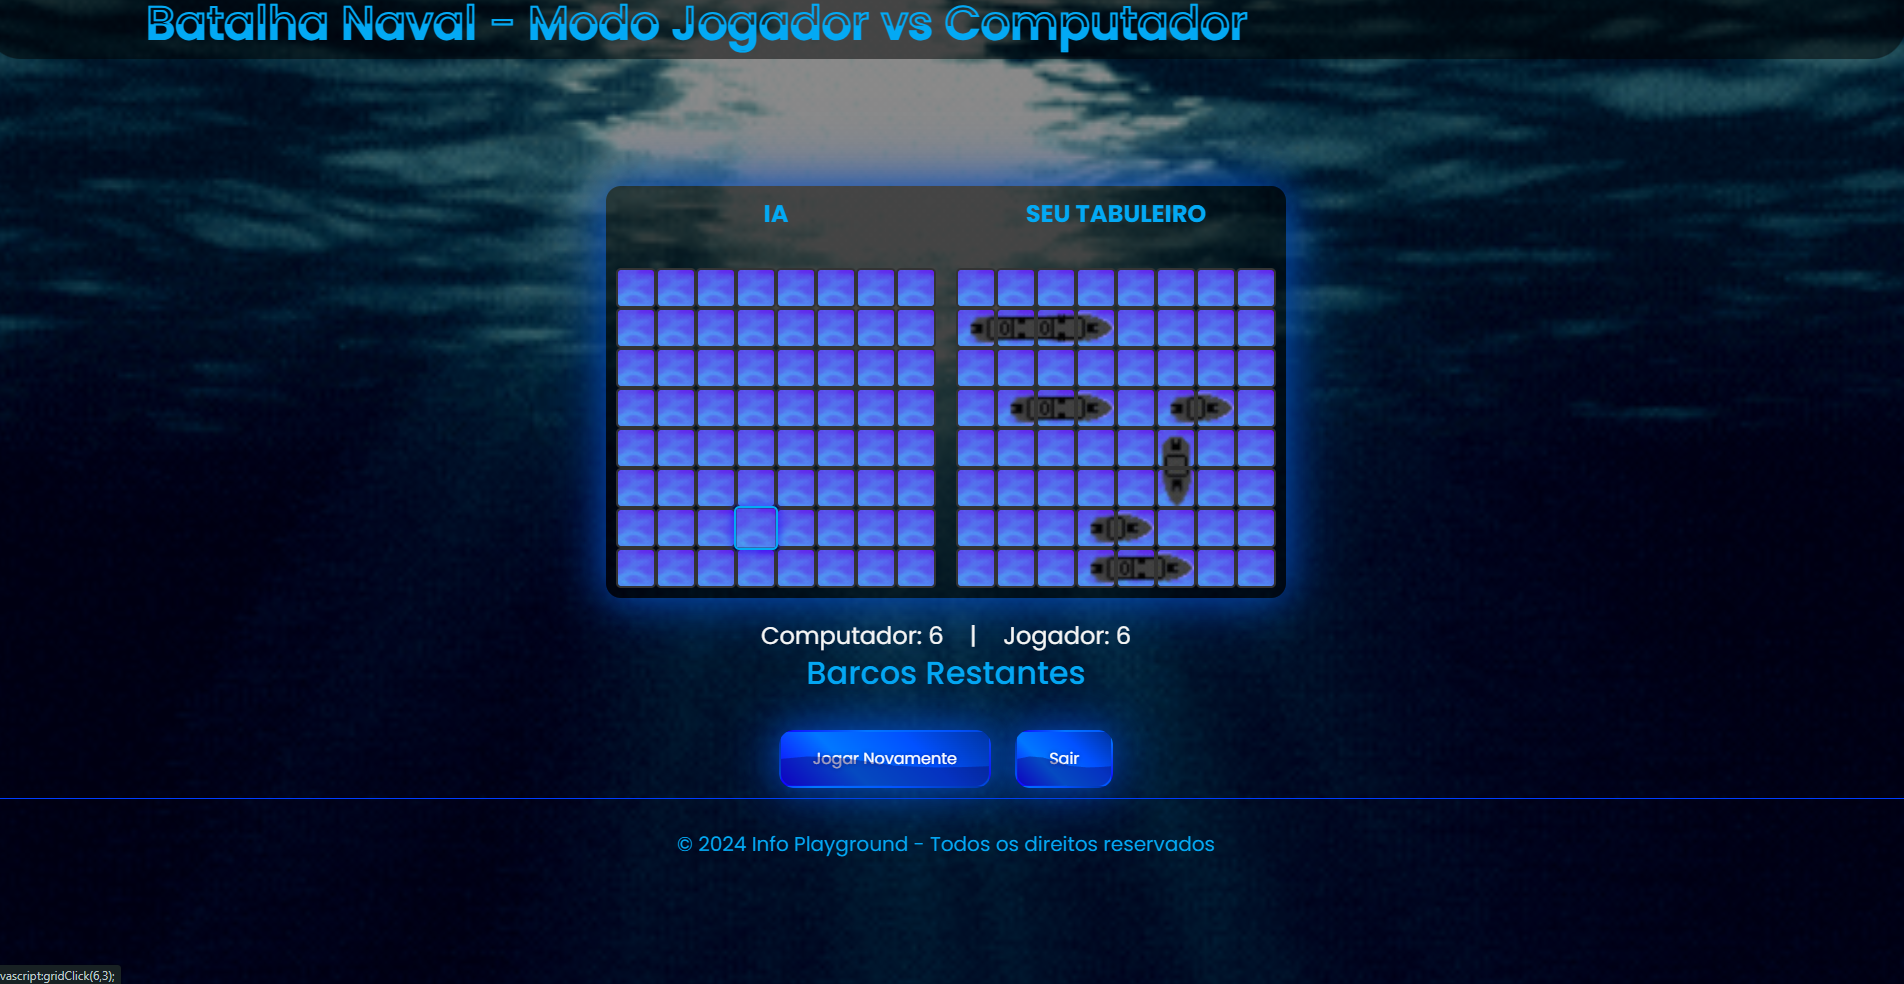 Batalha Naval - Modo Jogador vs Computador
IA
SEU TABULEIRO
Computador: 6 | Jogador: 6
Barcos Restantes
Jogar Novamente
Sair
© 2024 Info Playground - Todos os direitos reservados
vascript:gridClick(6,3);